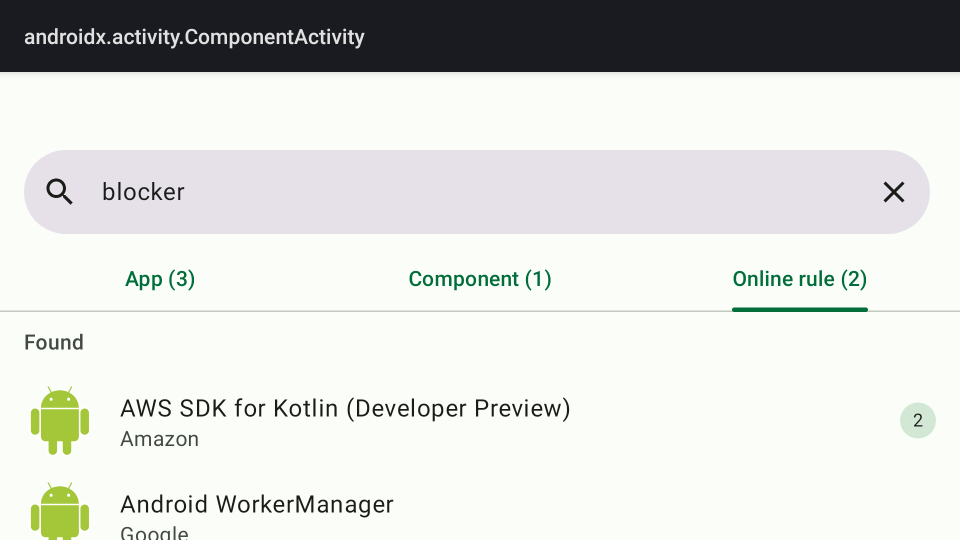 androidx.activity.ComponentActivity
blocker
App (3)
Component (1)
Online rule (2)
Found
AWS SDK for Kotlin (Developer Preview)
Amazon
2
Android WorkerManager
Google